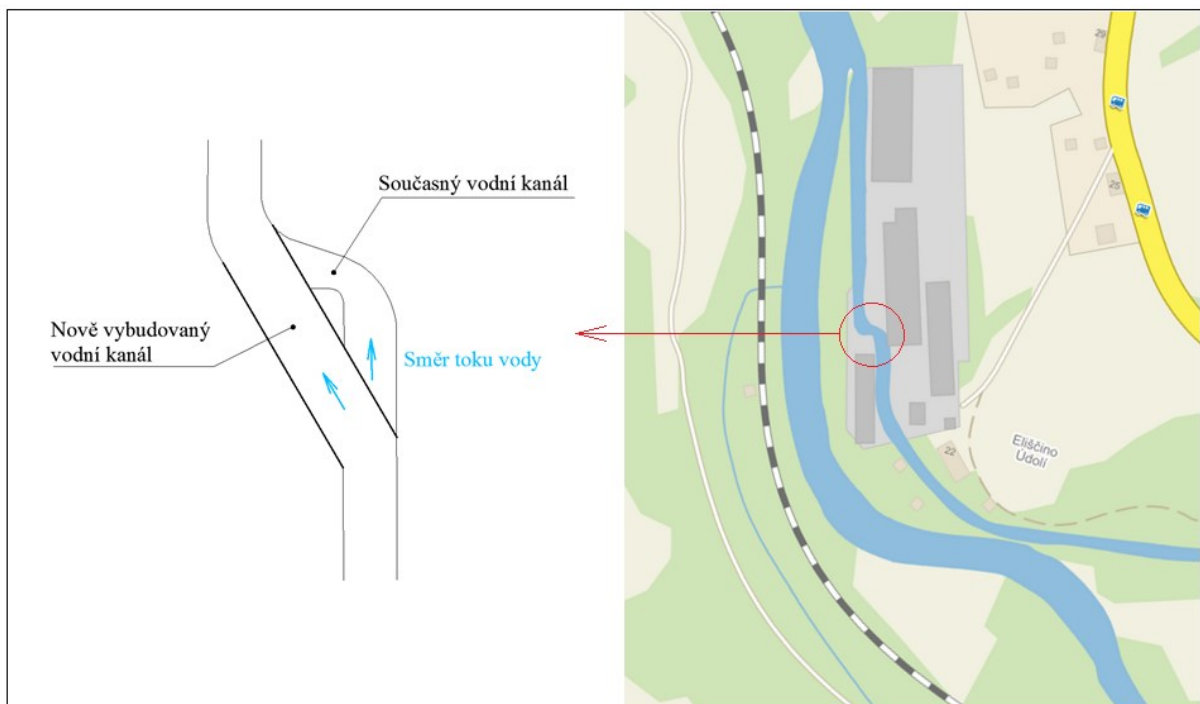 Současný vodní kanál
Nově vybudovaný
vodní kanál
Směr toku vody
29
25
22
Eliščino
Údolí